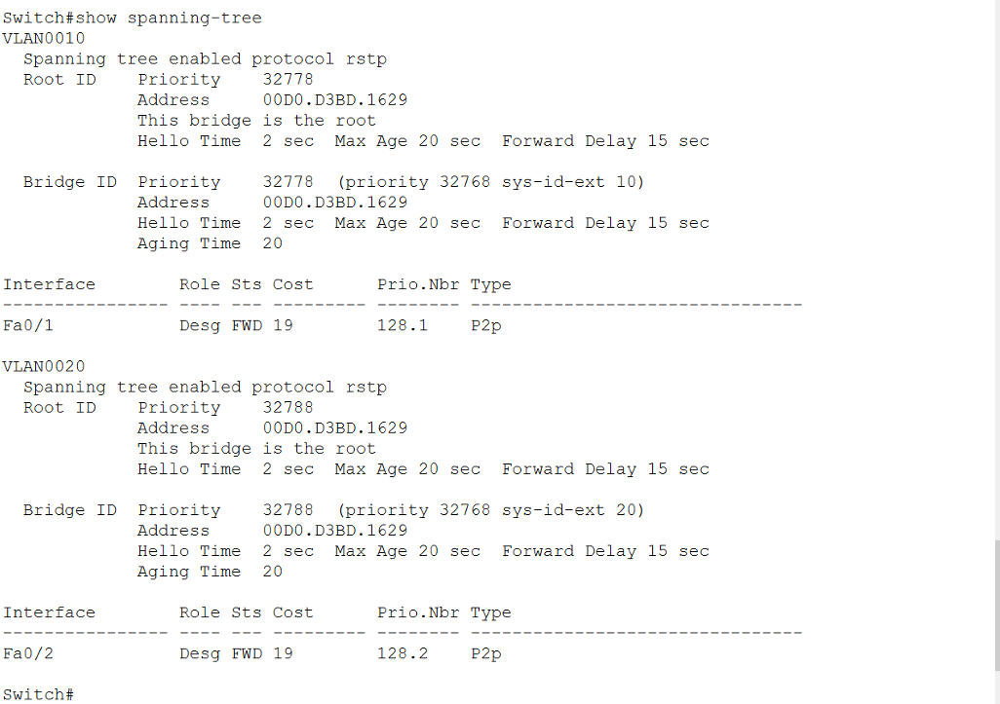 Switch#show spanning-tree
VLAN0010
  Spanning tree enabled protocol rstp
  Root ID    Priority    32778
             Address     00D0.D3BD.1629
             This bridge is the root
             Hello Time  2 sec  Max Age 20 sec  Forward Delay 15 sec

  Bridge ID  Priority    32778  (priority 32768 sys-id-ext 10)
             Address     00D0.D3BD.1629
             Hello Time  2 sec  Max Age 20 sec  Forward Delay 15 sec
             Aging Time  20

Interface        Role Sts Cost      Prio.Nbr Type
---------------- ---- --- --------- -------- --------------------------------
Fa0/1            Desg FWD 19        128.1    P2p

VLAN0020
  Spanning tree enabled protocol rstp
  Root ID    Priority    32788
             Address     00D0.D3BD.1629
             This bridge is the root
             Hello Time  2 sec  Max Age 20 sec  Forward Delay 15 sec

  Bridge ID  Priority    32788  (priority 32768 sys-id-ext 20)
             Address     00D0.D3BD.1629
             Hello Time  2 sec  Max Age 20 sec  Forward Delay 15 sec
             Aging Time  20

Interface        Role Sts Cost      Prio.Nbr Type
---------------- ---- --- --------- -------- --------------------------------
Fa0/2            Desg FWD 19        128.2    P2p

Switch#